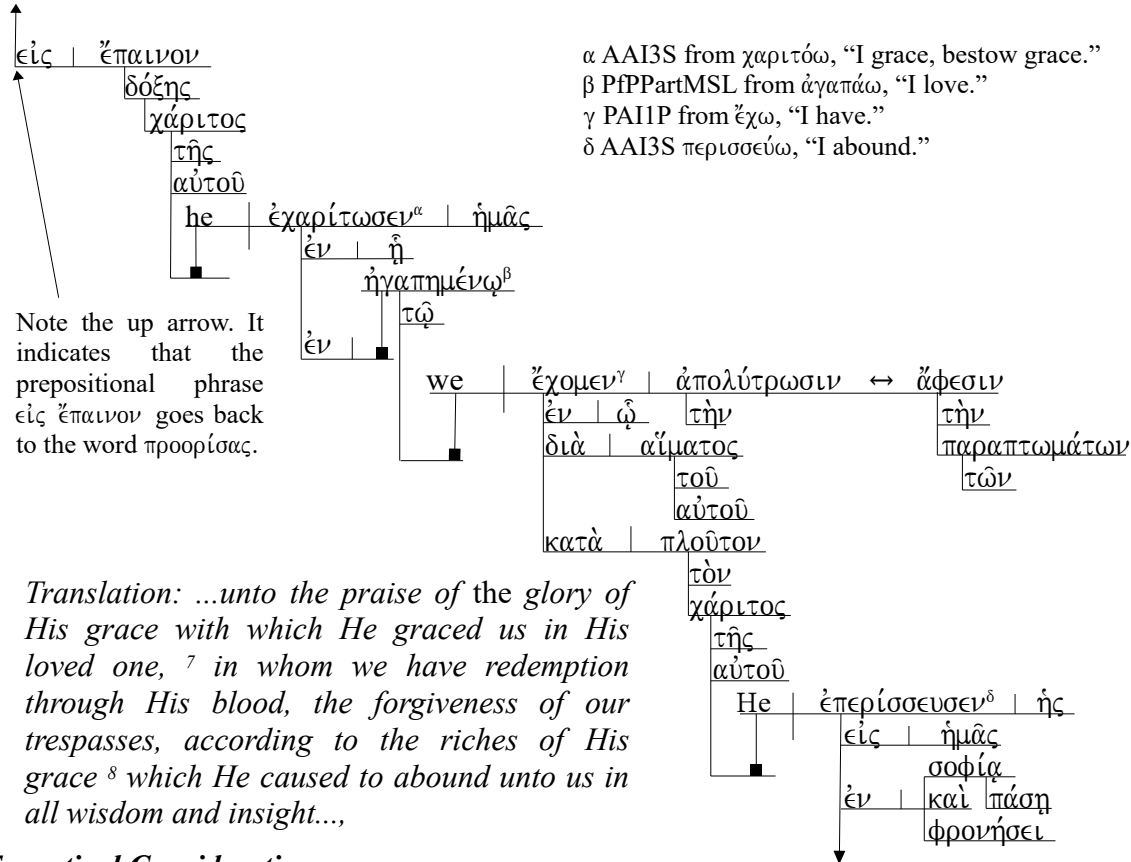 εἰς ἔπαινον
δόξης
χάριτος
τῆς
αὐτοῦ
he ἐχαρίτωσενα ἡμᾶς
ἐν ᾗ
ἠγαπημένῳβ
τῷ
ἐν
α AAI3S from χαριτόω, “I grace, bestow grace.”
β PfPPartMSL from ἀγαπάω, “I love.”
γ PAI1P from ἔχω, “I have.”
δ AAI3S περισσεύω, “I abound.”
Note the up arrow. It
indicates that the
prepositional phrase
εἰς ἔπαινον goes back
to the word προορίσας.
we ἔχομενγ ἀπολύτρωσιν ↔ ἄφεσιν
ἐν ᾧ τὴν τὴν
διὰ αἵματος παραπτωμάτων
τοῦ τῶν
αὐτοῦ
κατὰ πλοῦτον
τὸν
χάριτος
τῆς
αὐτοῦ
He ἐπερίσσευσενδ ἡς
εἰς ἡμᾶς
σοφίᾳ
ἐν καὶ πάσῃ
φρονήσει
Translation: ...unto the praise of the glory of
His grace with which He graced us in His
loved one, 7 in whom we have redemption
through His blood, the forgiveness of our
trespasses, according to the riches of His
grace 8 which He caused to abound unto us in
all wisdom and insight...,